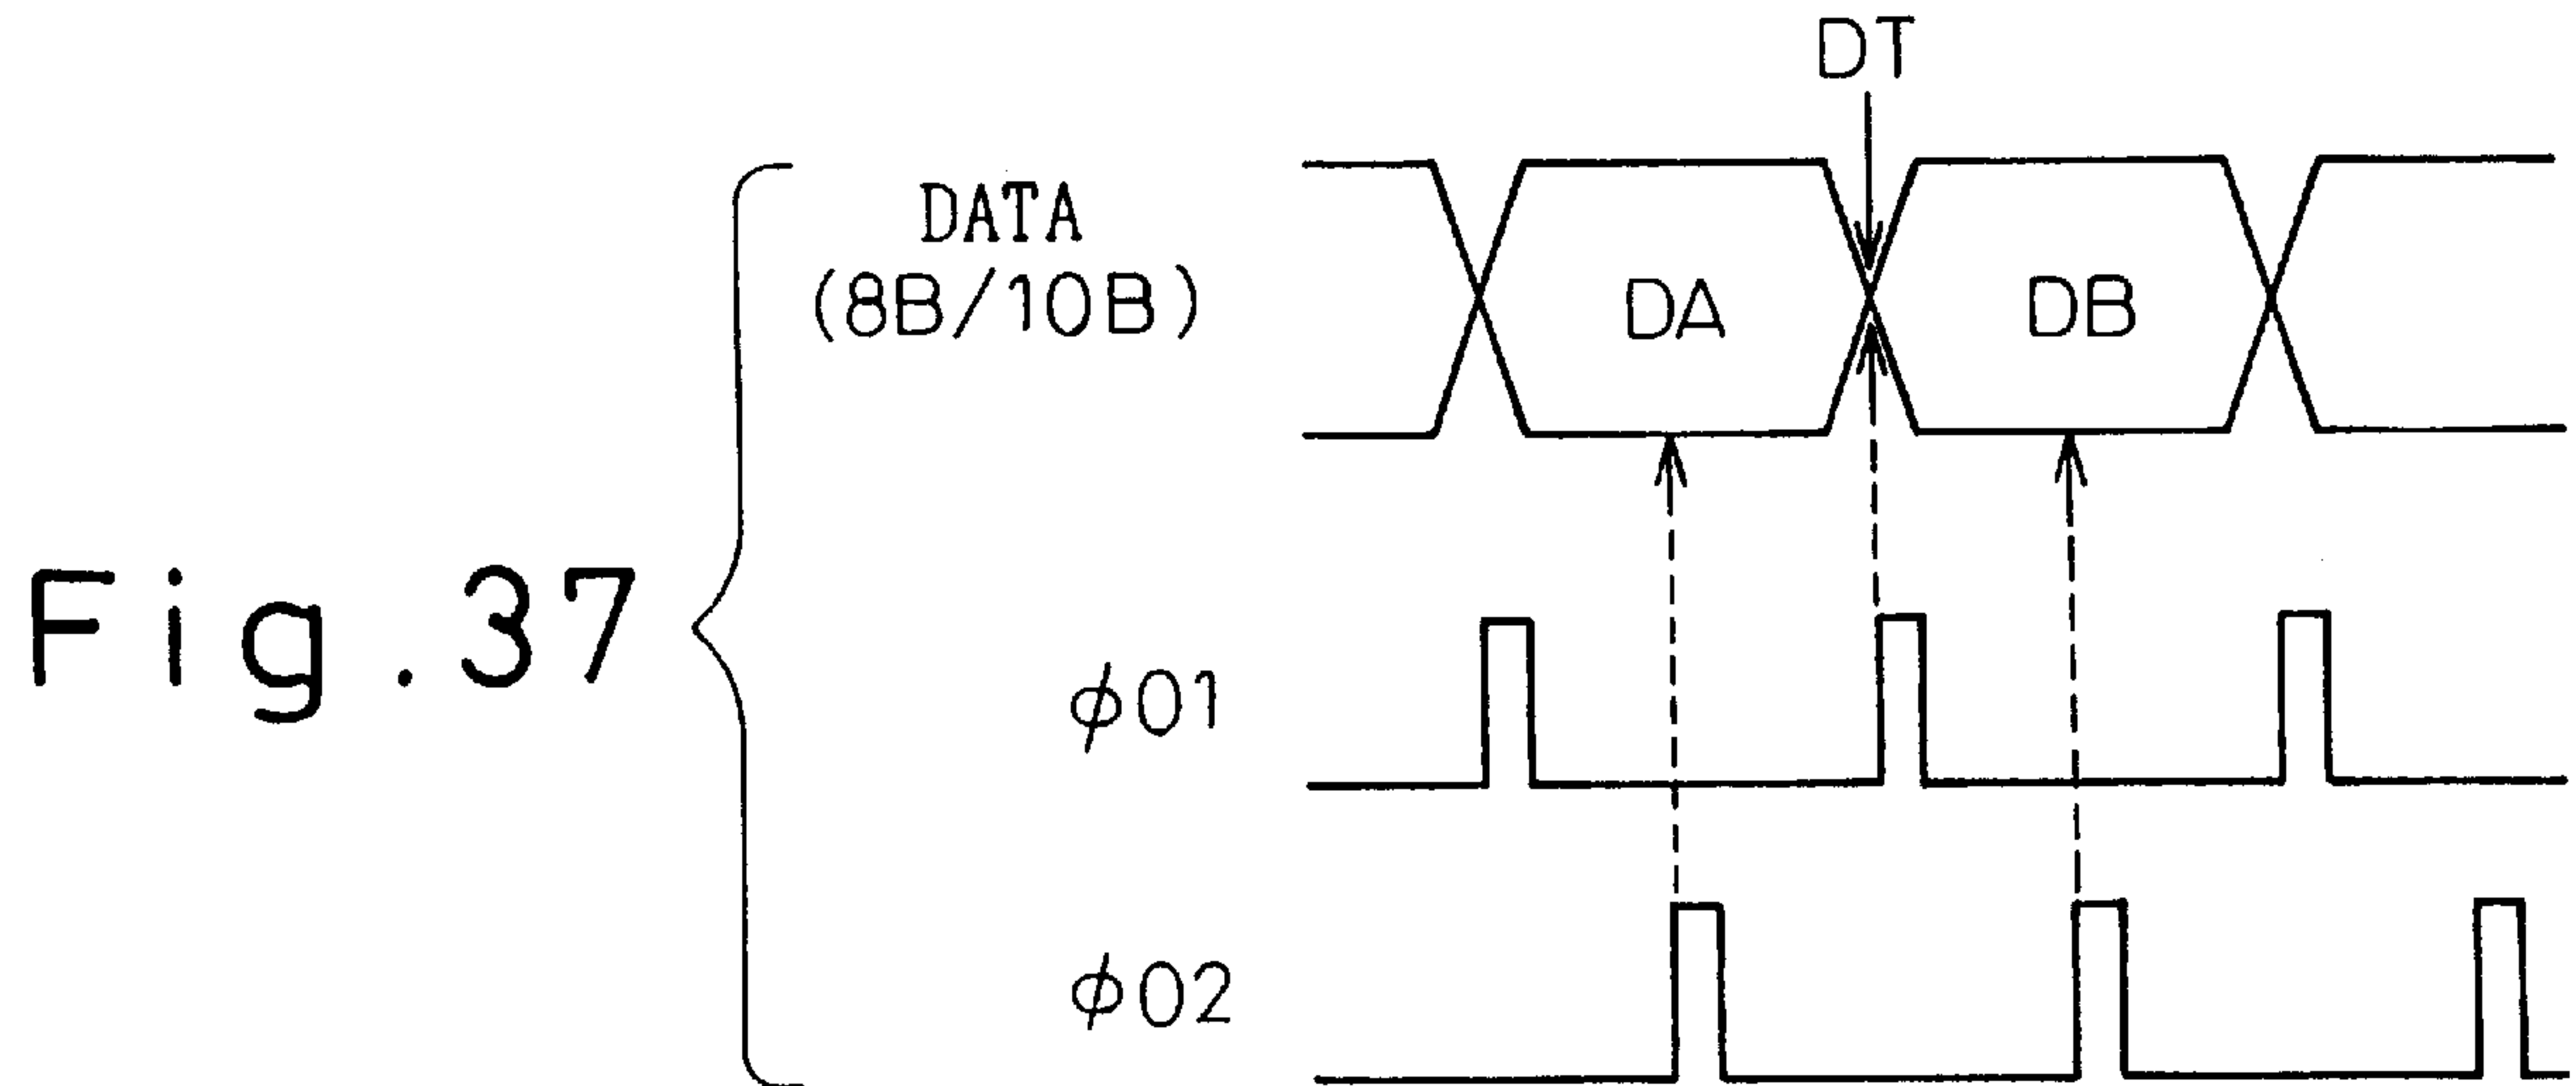 Fig.37
DATA
(8B/10B)
DT
DA
DB
φ01
φ02